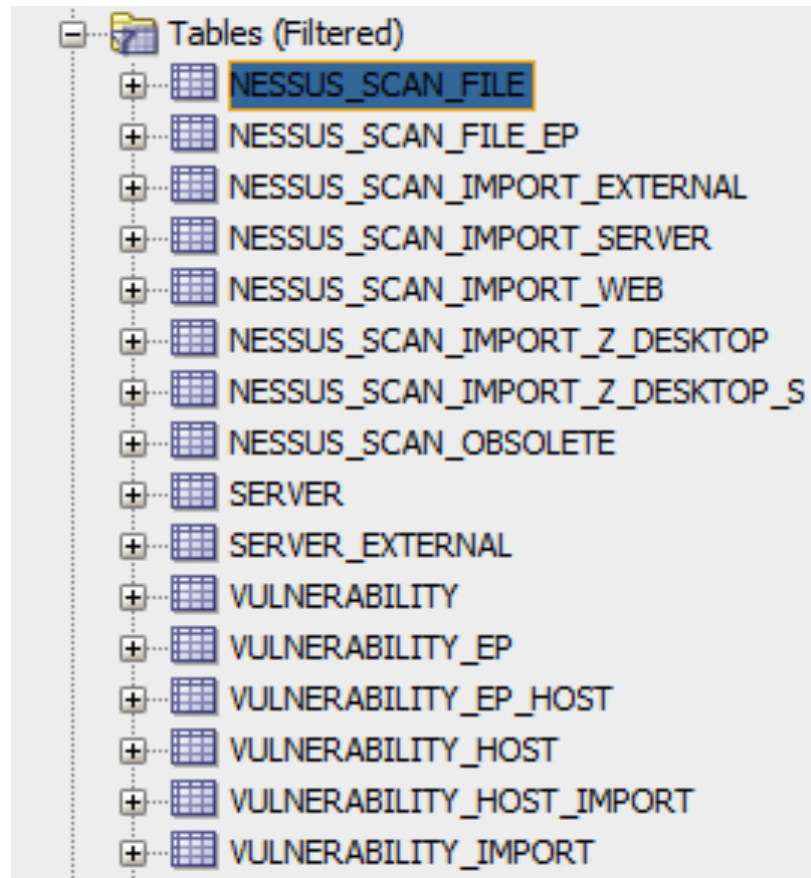 Tables (Filtered)
NESSUS_SCAN_FILE
NESSUS_SCAN_FILE_EP
NESSUS_SCAN_IMPORT_EXTERNAL
NESSUS_SCAN_IMPORT_SERVER
NESSUS_SCAN_IMPORT_WEB
NESSUS_SCAN_IMPORT_Z_DESKTOP
NESSUS_SCAN_IMPORT_Z_DESKTOP_S
NESSUS_SCAN_OBSOLETE
SERVER
SERVER_EXTERNAL
VULNERABILITY
VULNERABILITY_EP
VULNERABILITY_EP_HOST
VULNERABILITY_HOST
VULNERABILITY_HOST_IMPORT
VULNERABILITY_IMPORT